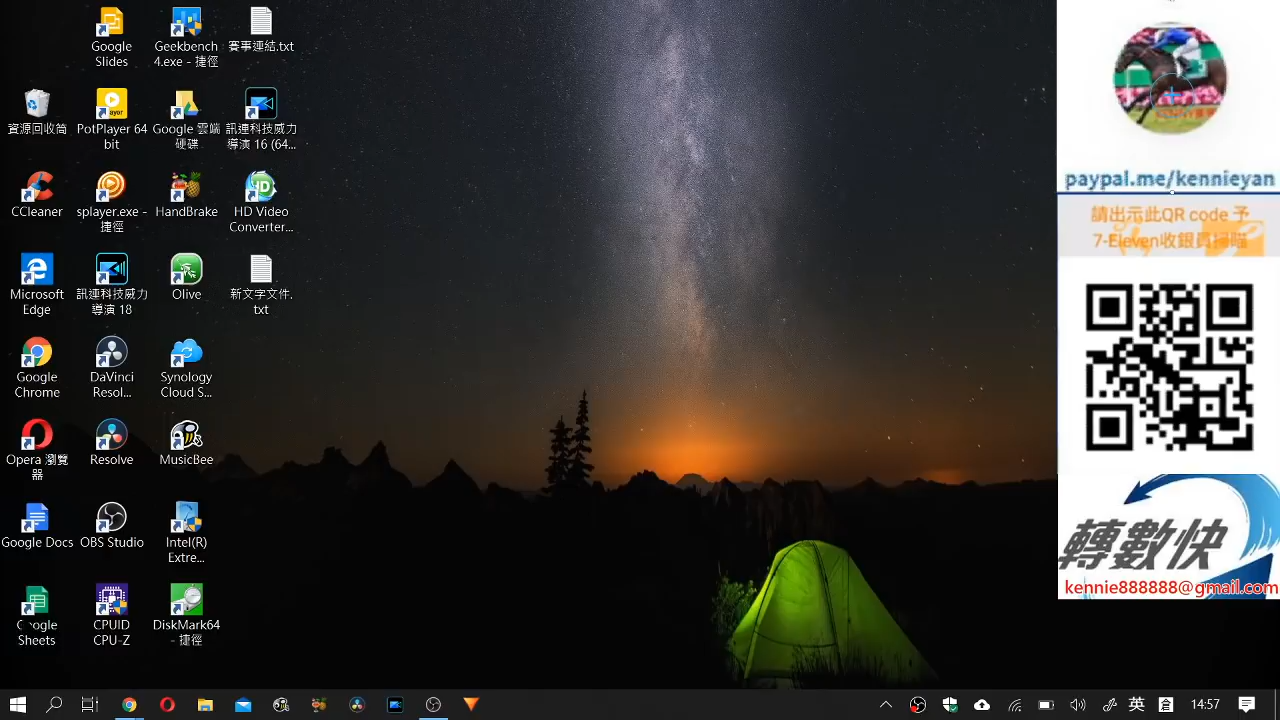 Google
Slides
Geekbench
4.exe - 捷徑
賽事連結.txt
資源回收筒
PotPlayer 64
bit
Google 雲端
硬碟
訊連科技威力
導演 16 (64...
CCleaner
splayer.exe -
捷徑
HandBrake
HD Video
Converter...
Microsoft
Edge
訊連科技威力
導演 18
Olive
新文字文件.
txt
Google
Chrome
DaVinci
Resol...
Synology
Cloud S...
Opera 瀏覽
器
Resolve
MusicBee
Google Docs
OBS Studio
Intel(R)
Extre...
Google
Sheets
CPUID
CPU-Z
DiskMark64
- 捷徑
paypal.me/kennieyan
請出示此QR code 予
7-Eleven收銀員掃瞄
轉數快
kennie888888@gmail.com
英
倉
14:57